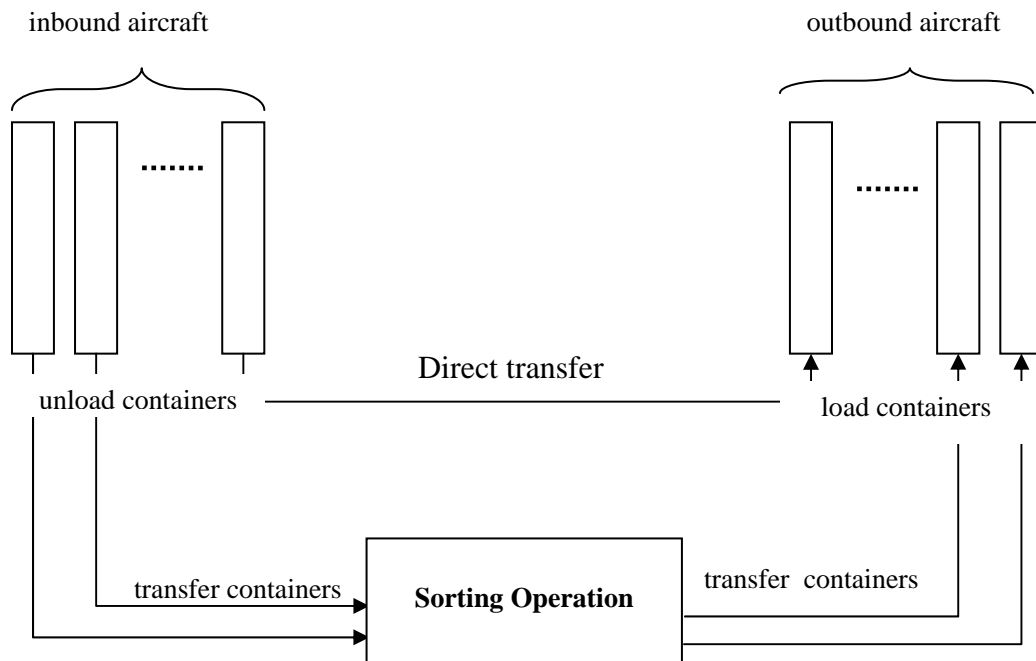 inbound aircraft
outbound aircraft
Direct transfer
unload containers
load containers
transfer containers
Sorting Operation
transfer  containers